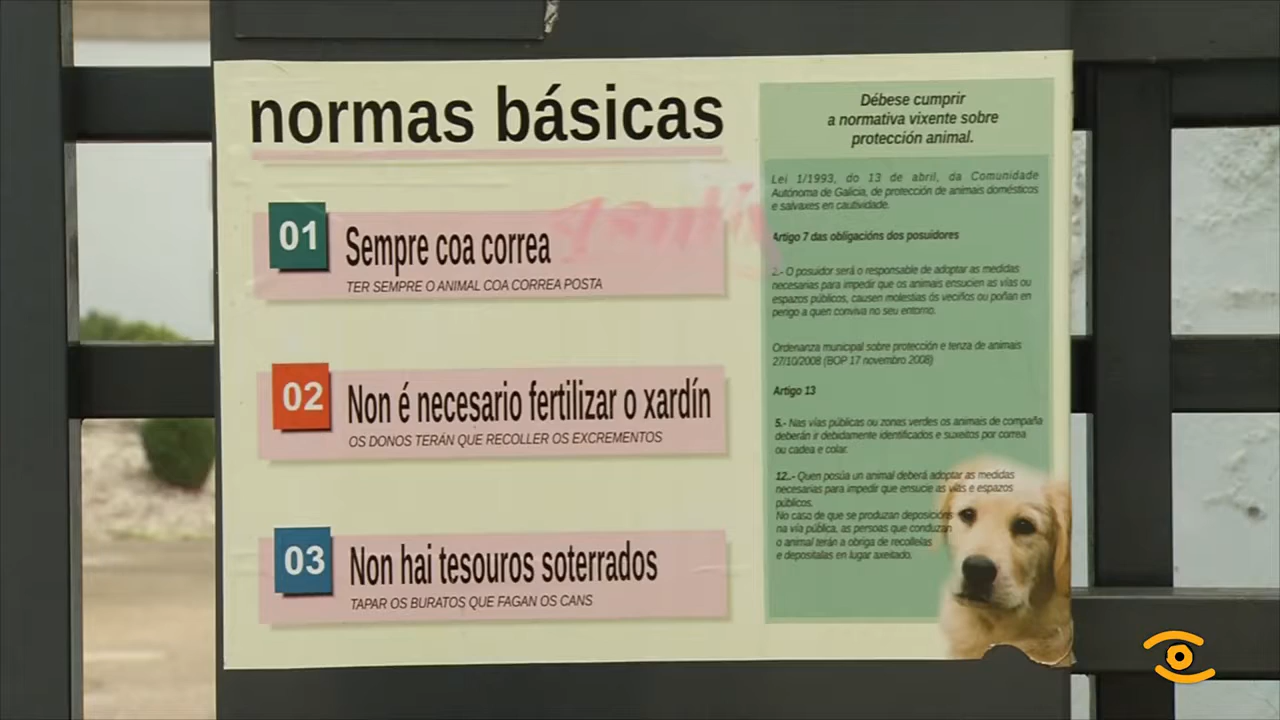 normas básicas
01
Sempre coa correa
TER SEMPRE O ANIMAL COA CORREA POSTA
02
Non é necesario fertilizar o xardín
OS DONOS TERÁN QUE RECOLLER OS EXCREMENTOS
03
Non hai tesouros soterrados
TAPAR OS BURATOS QUE FAGAN OS CANS
Débese cumprir
a normativa vixente sobre
protección animal.
Lei 1/1993, do 13 de abril, da Comunidade
Autónoma de Galicia, de protección de animais domésticos
e salvaxes en cautividade.
Artigo 7 das obligacións dos posuidores
2.- O posuidor será o responsable de adoptar as medidas
necesarias para impedir que os animais ensucien as vías ou
espazos públicos, causen molestias ós veciños ou poñan en
perigo a quen conviva no seu entorno.
Ordenanza municipal sobre protección e tenza de animais
27/10/2008 (BOP 17 novembro 2008)
Artigo 13
5.- Nas vías públicas ou zonas verdes os animais de compaña
deberán ir debidamente identificados e suxeitos por correa
ou cadea e colar.
12..- Quen posúa un animal deberá adoptar as medidas
necesarias para impedir que ensucie as vías e espazos
públicos.
No caso de que se produzan deposicións
na vía pública, as persoas que conduzan
o animal terán a obriga de recollelas
e depositalas en lugar axeitado.